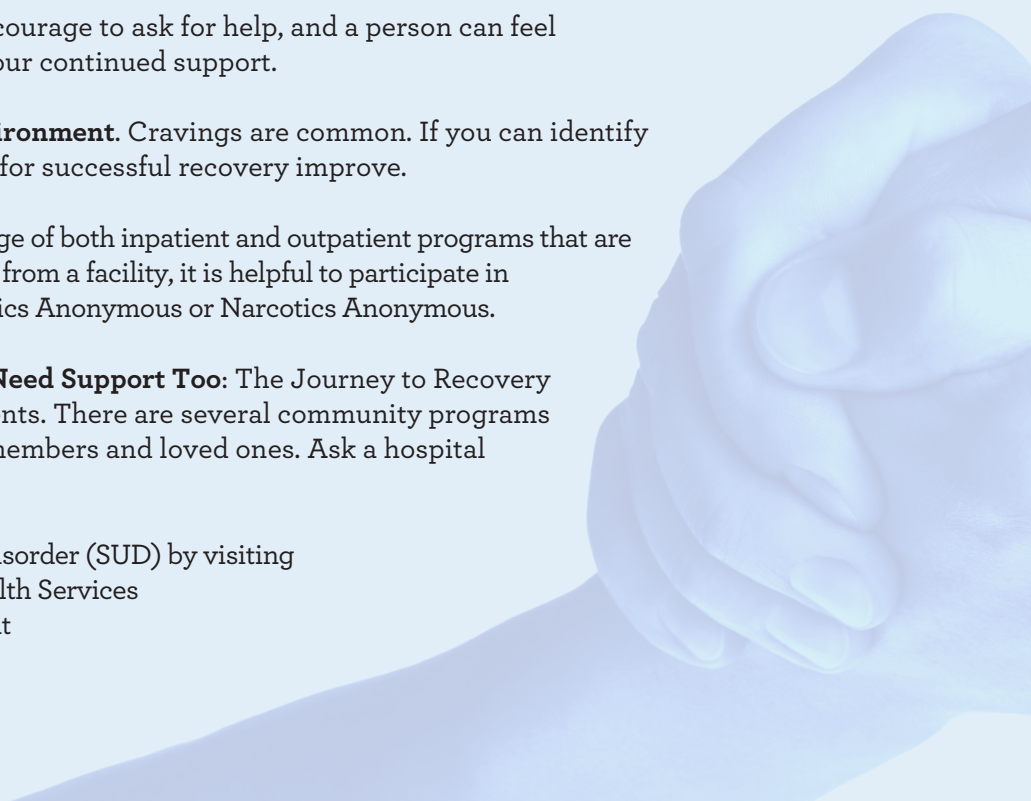 courage to ask for help, and a person can feel
our continued support.
ironment. Cravings are common. If you can identify
for successful recovery improve.
ge of both inpatient and outpatient programs that are
from a facility, it is helpful to participate in
ics Anonymous or Narcotics Anonymous.
Need Support Too: The Journey to Recovery
nts. There are several community programs
members and loved ones. Ask a hospital
isorder (SUD) by visiting
lth Services
t